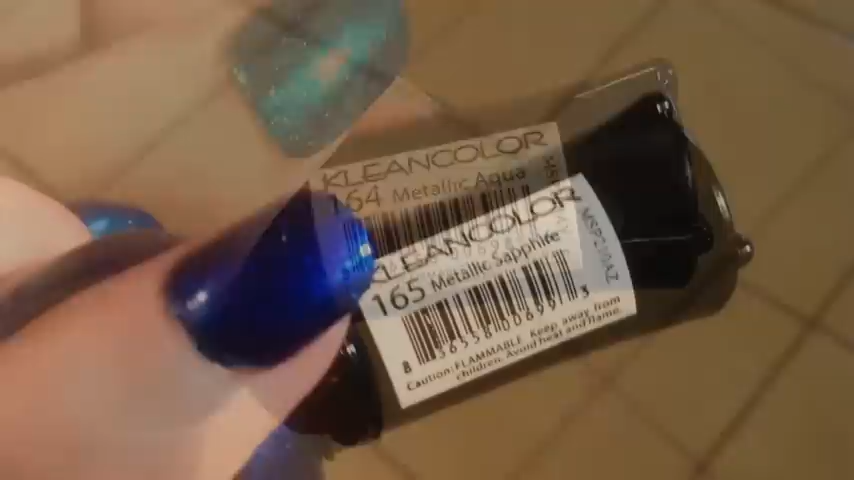 KLEANCOLOR
164 Metallic Aqua
KLEANCOLOR
165 Metallic Sapphire
Caution: FLAMMABLE. Keep away from
children. Avoid heat and flame.